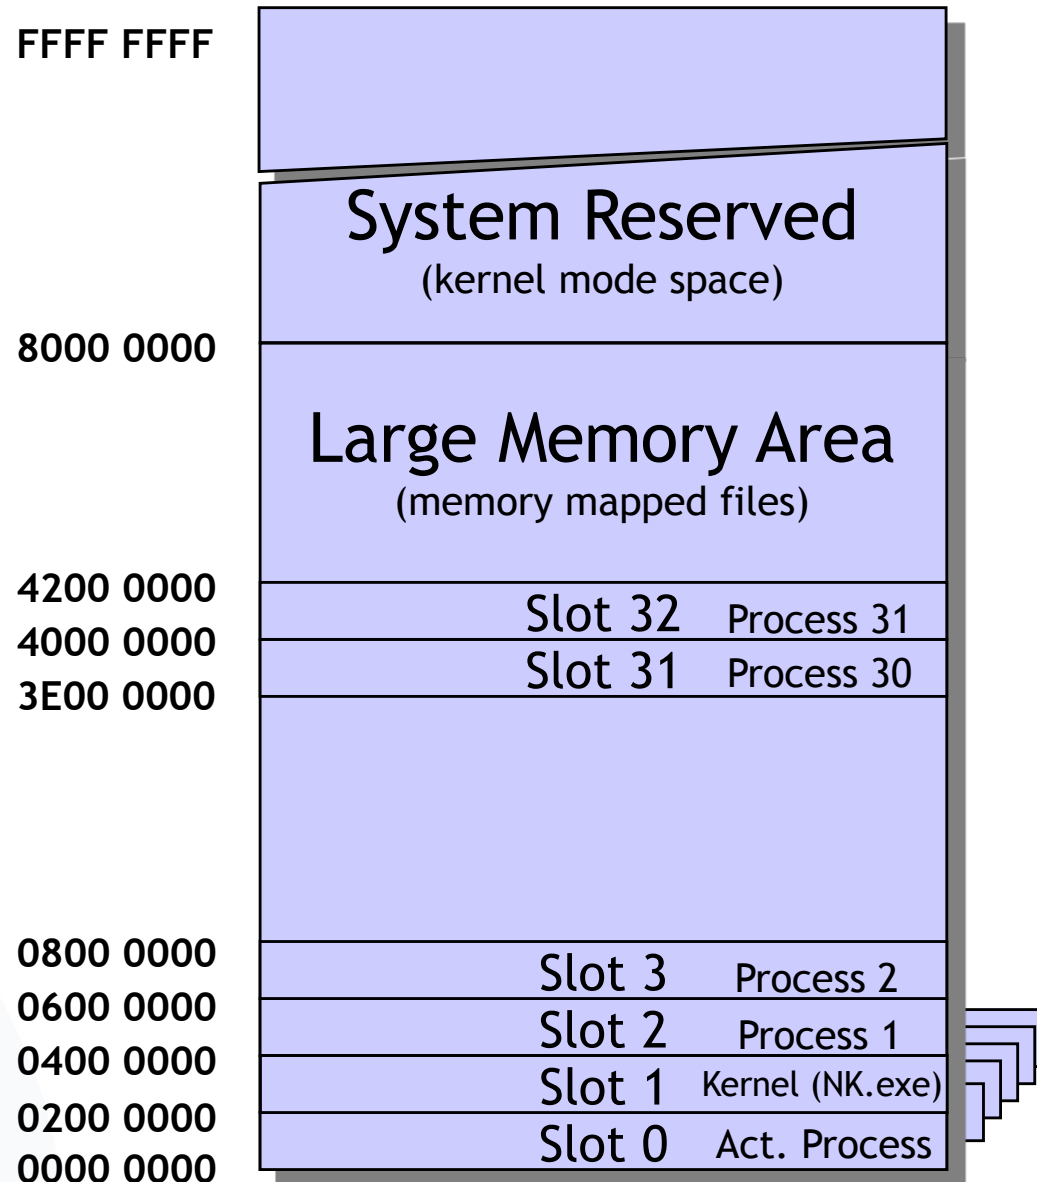 FFFF FFFF
System Reserved
(kernel mode space)
8000 0000
Large Memory Area
(memory mapped files)
4200 0000
Slot 32 Process 31
4000 0000
Slot 31 Process 30
3E00 0000
0800 0000
Slot 3 Process 2
0600 0000
Slot 2 Process 1
0400 0000
Slot 1 Kernel (NK.exe)
0200 0000
Slot 0 Act. Process
0000 0000